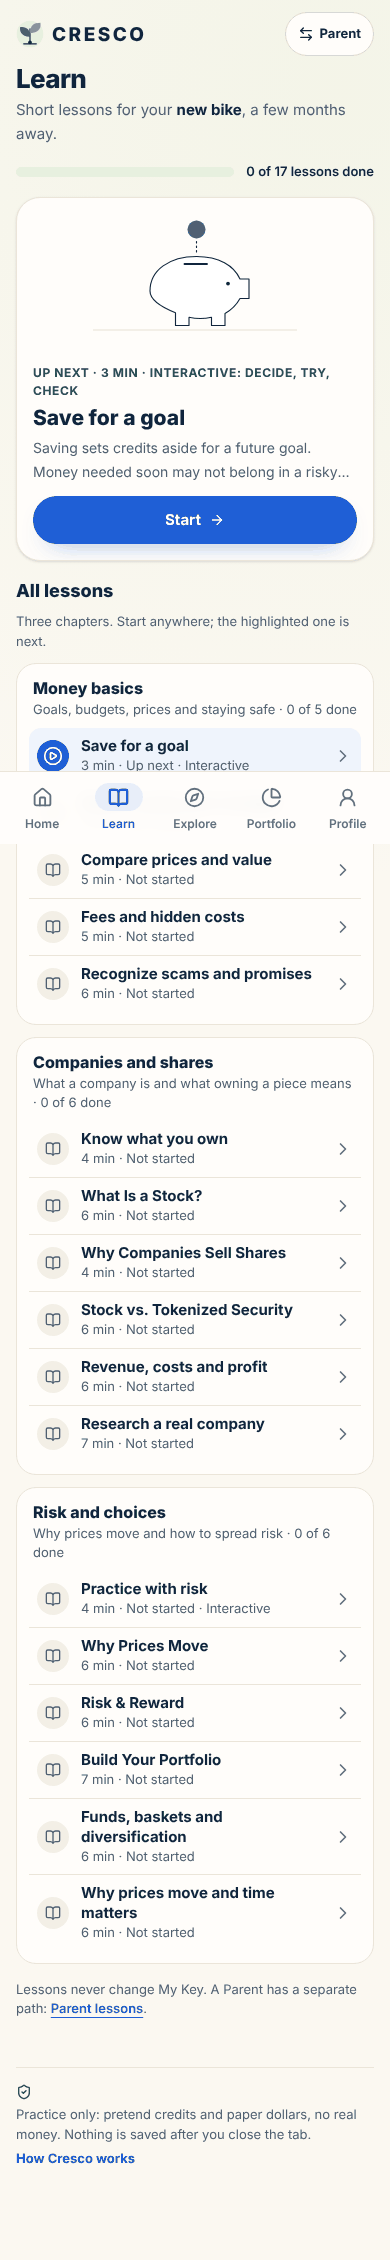 CRESCO
Parent
Learn
Short lessons for your new bike, a few months
away.
0 of 17 lessons done
UP NEXT · 3 MIN · INTERACTIVE: DECIDE, TRY,
CHECK
Save for a goal
Saving sets credits aside for a future goal.
Money needed soon may not belong in a risky...
Start
All lessons
Three chapters. Start anywhere; the highlighted one is
next.
Money basics
Goals, budgets, prices and staying safe · 0 of 5 done
Save for a goal
3 min · Up next · Interactive
Home
Learn
Explore
Portfolio
Profile
Compare prices and value
5 min · Not started
Fees and hidden costs
5 min · Not started
Recognize scams and promises
6 min · Not started
Companies and shares
What a company is and what owning a piece means
· 0 of 6 done
Know what you own
4 min · Not started
What Is a Stock?
6 min · Not started
Why Companies Sell Shares
4 min · Not started
Stock vs. Tokenized Security
6 min · Not started
Revenue, costs and profit
6 min · Not started
Research a real company
7 min · Not started
Risk and choices
Why prices move and how to spread risk · 0 of 6
done
Practice with risk
4 min · Not started · Interactive
Why Prices Move
6 min · Not started
Risk & Reward
6 min · Not started
Build Your Portfolio
7 min · Not started
Funds, baskets and
diversification
6 min · Not started
Why prices move and time
matters
6 min · Not started
Lessons never change My Key. A Parent has a separate
path: Parent lessons.
Practice only: pretend credits and paper dollars, no real
money. Nothing is saved after you close the tab.
How Cresco works